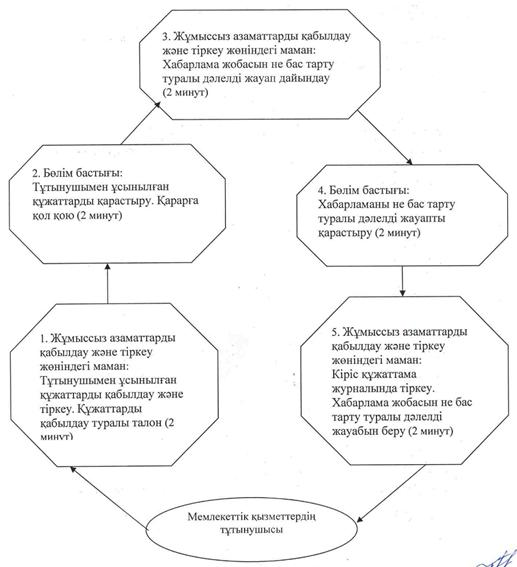 3. Жұмыссыз азаматтарды қабылдау
және тіркеу жөніндегі маман:
Хабарлама жобасын не бас тарту
туралы дәлелді жауап дайындау
(2 минут)
2. Бөлім бастығы:
Тұтынушымен ұсынылған
құжаттарды қарастыру. Қарарға
қол қою (2 минут)
4. Бөлім бастығы:
Хабарламаны не бас тарту
туралы дәлелді жауапты
қарастыру (2 минут)
1. Жұмыссыз азаматтарды
қабылдау және тіркеу
жөніндегі маман:
Тұтынушымен ұсынылған
құжаттарды қабылдау және
тіркеу. Құжаттарды
қабылдау туралы талон (2
минут)
5. Жұмыссыз азаматтарды
қабылдау және тіркеу
жөніндегі маман:
Кіріс құжаттама
журналында тіркеу.
Хабарлама жобасын не бас
тарту туралы дәлелді
жауабын беру (2 минут)
Мемлекеттік қызметтердің
тұтынушысы